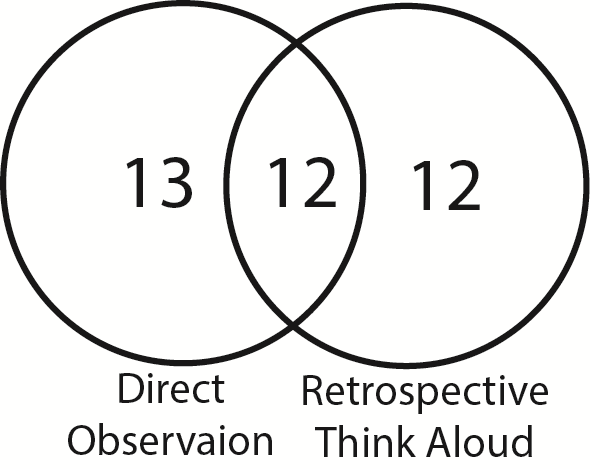 13 12 12
Direct
Observaion
Retrospective
Think Aloud